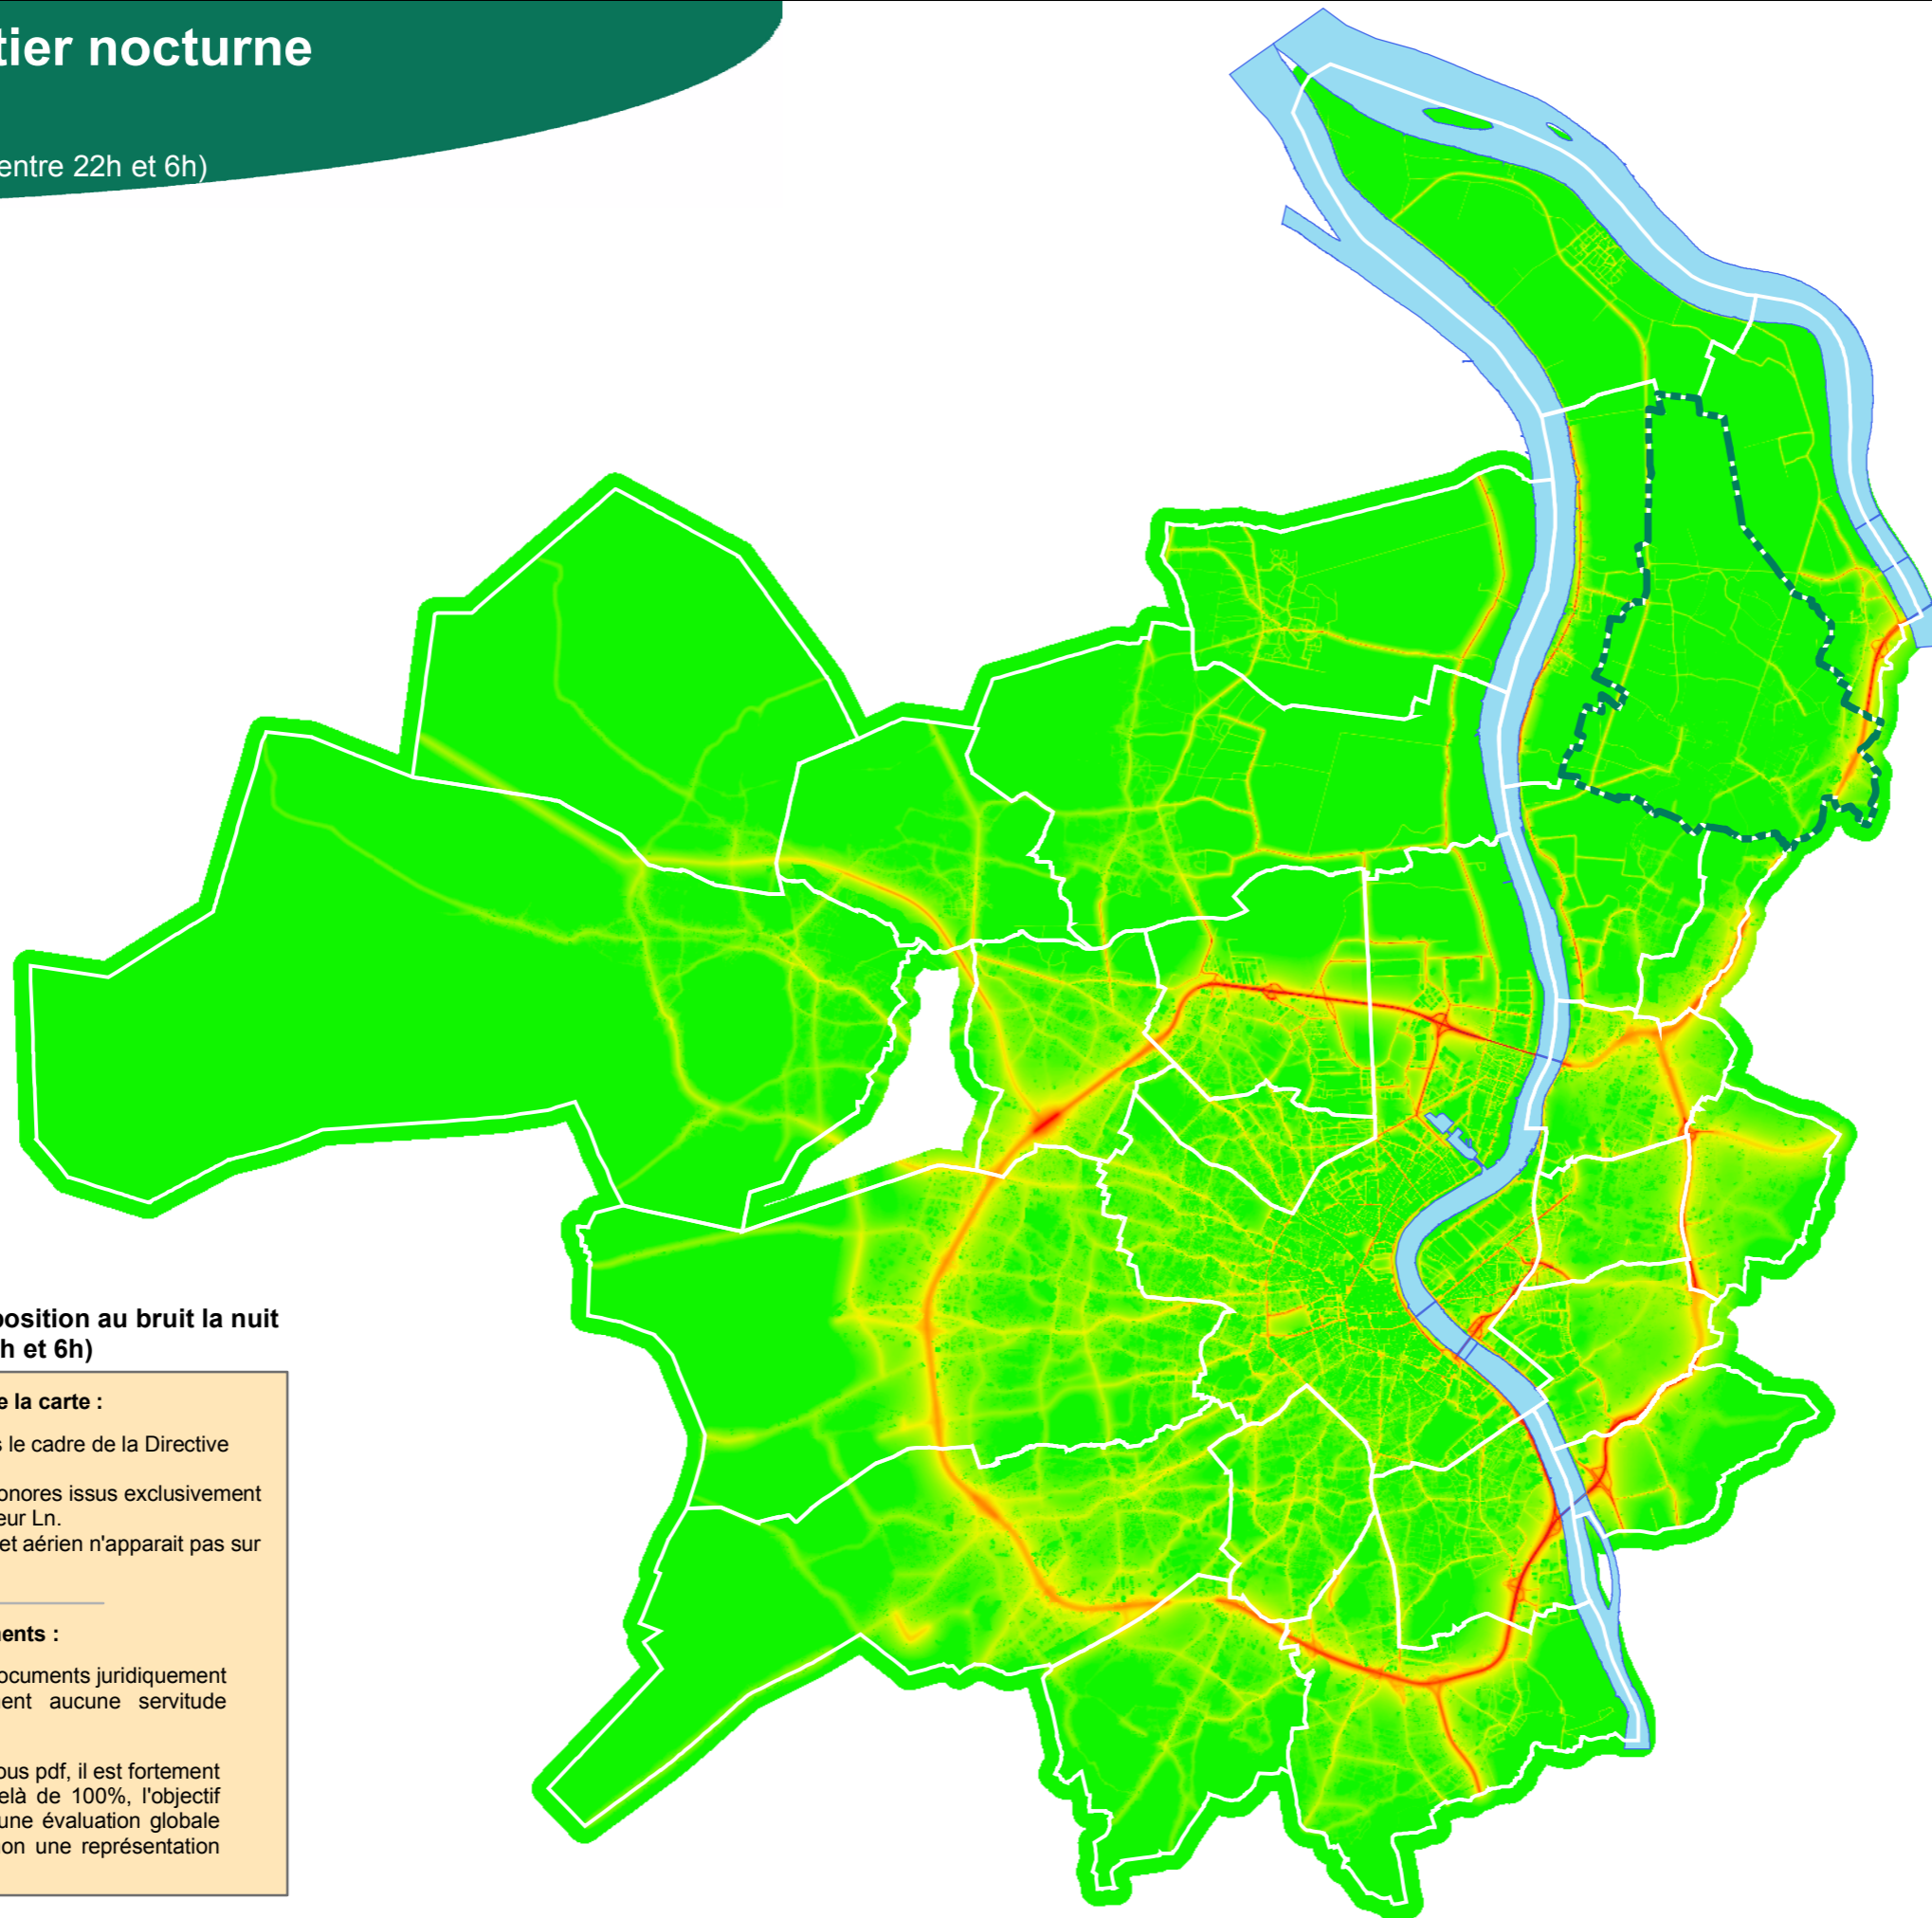 tier nocturne
entre 22h et 6h)
position au bruit la nuit
h et 6h)
e la carte :
s le cadre de la Directive
onores issus exclusivement
eur Ln.
et aérien n'apparait pas sur
nents :
ocuments juridiquement
nent aucune servitude
ous pdf, il est fortement
elà de 100%, l'objectif
une évaluation globale
non une représentation